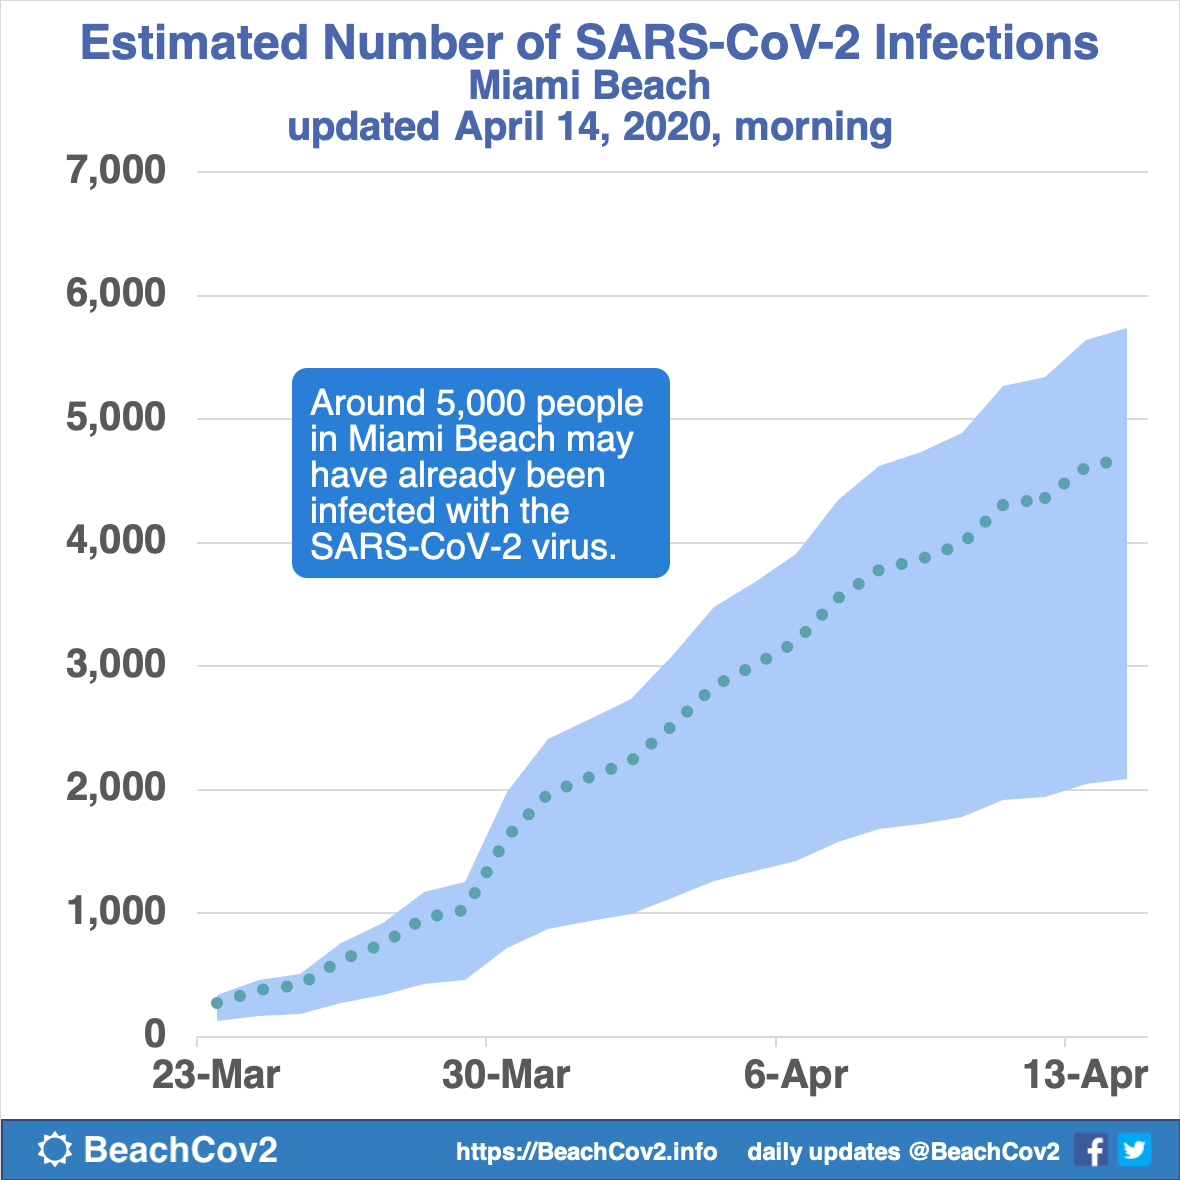 Estimated Number of SARS-CoV-2 Infections
Miami Beach
updated April 14, 2020, morning
7,000
6,000
5,000
4,000
3,000
2,000
1,000
0
Around 5,000 people
in Miami Beach may
have already been
infected with the
SARS-CoV-2 virus.
23-Mar 30-Mar 6-Apr 13-Apr
BeachCov2 https://BeachCov2.info daily updates @BeachCov2